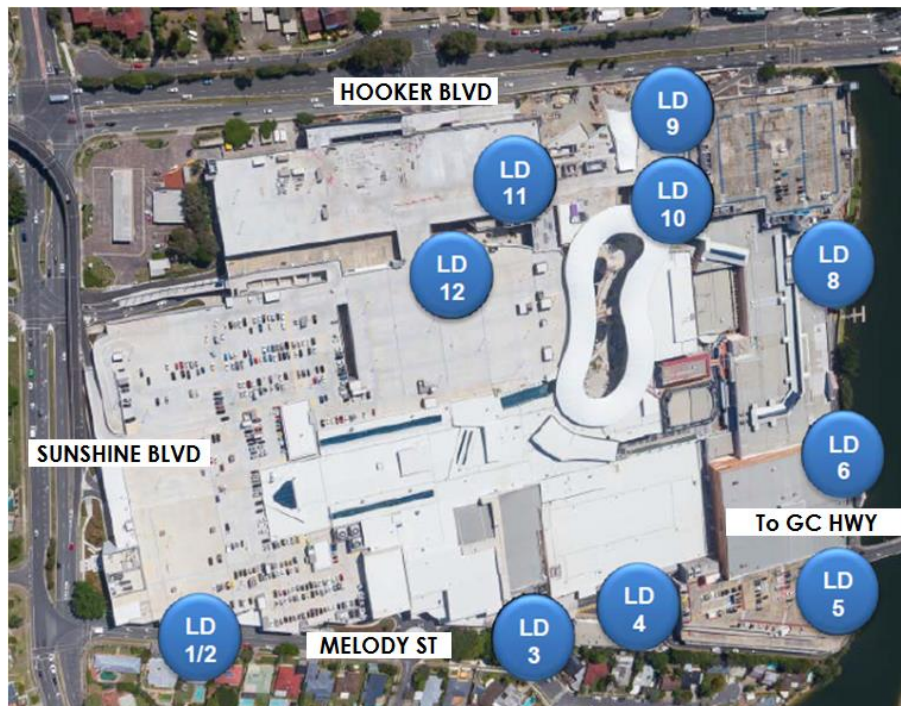 HOOKER BLVD
LD
9
LD
11
LD
10
LD
12
LD
8
SUNSHINE BLVD
LD
6
To GC HWY
LD
5
LD
4
LD
1/2
MELODY ST
LD
3